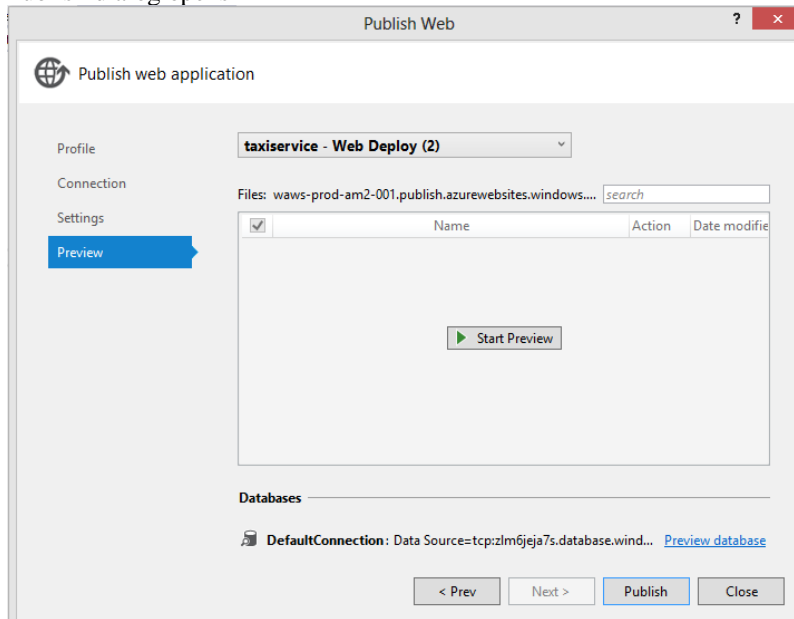 Publish Web
?
×
Publish web application
Profile
Connection
Settings
Preview
taxiservice - Web Deploy (2)
Files: waws-prod-am2-001.publish.azurewebsites.windows.... search
Name Action Date modifie
Start Preview
Databases
DefaultConnection: Data Source=tcp:zlm6jeja7s.database.wind... Preview database
< Prev Next > Publish Close